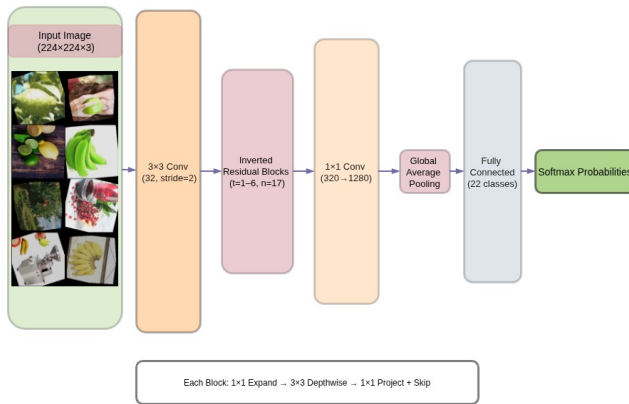 Input Image
(224×224×3)
3×3 Conv
(32, stride=2)
Inverted
Residual Blocks
(t=1–6, n=17)
1×1 Conv
(320→1280)
Global
Average
Pooling
Fully
Connected
(22 classes)
Softmax Probabilities
Each Block: 1×1 Expand → 3×3 Depthwise → 1×1 Project + Skip